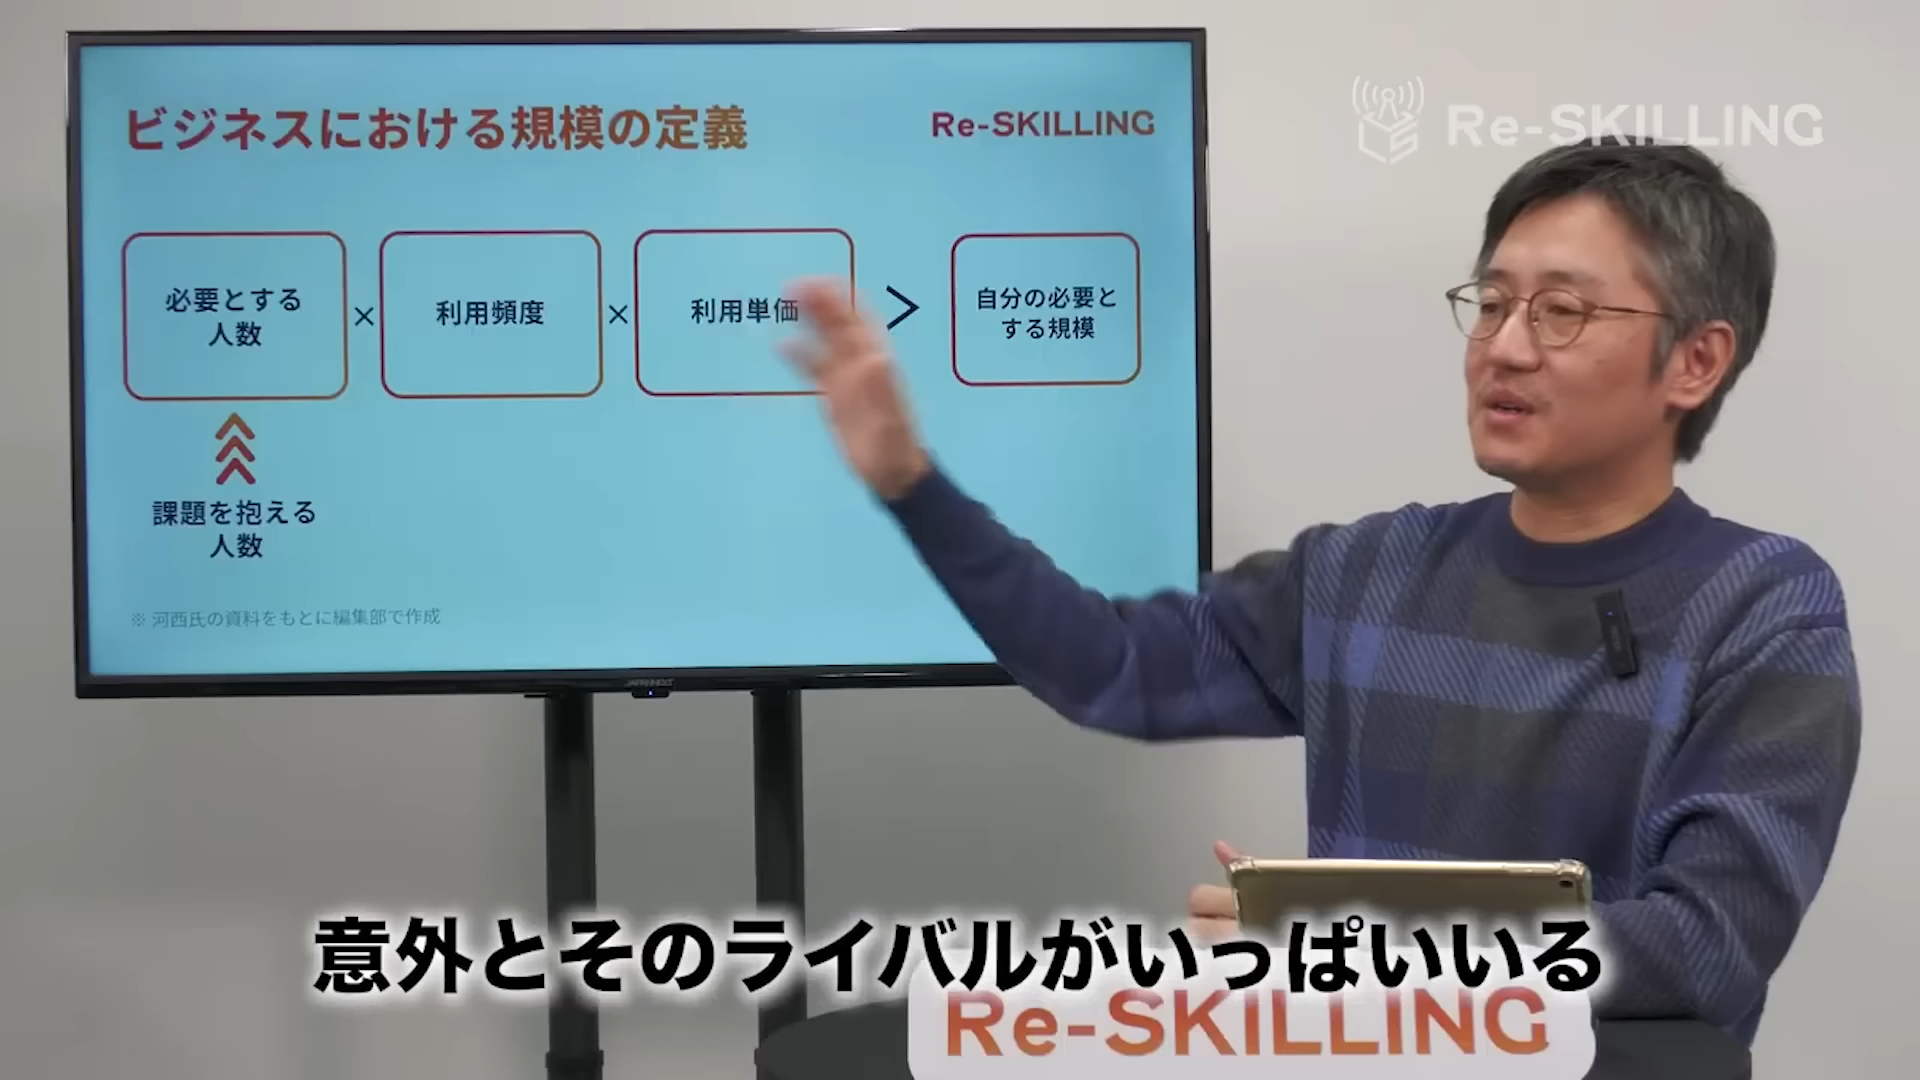 ビジネスにおける規模の定義
Re-SKILLING
Re-SKILLING
必要とする
人数
×
利用頻度
×
利用単価
>
自分の必要と
する規模
課題を抱える
人数
※ 河西氏の資料をもとに編集部で作成
意外とそのライバルがいっぱいいる
Re-SKILLING